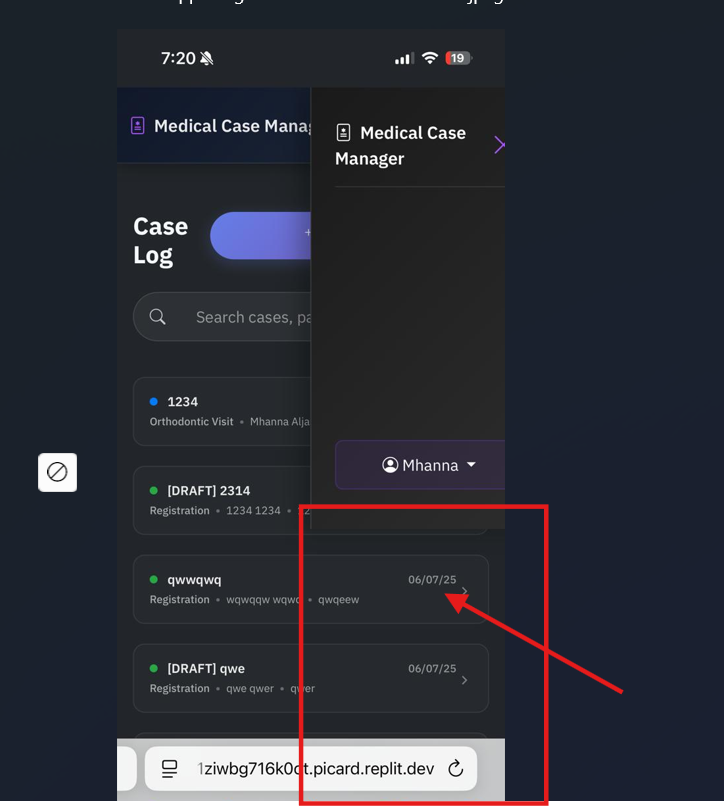 7:20
19
Medical Case Mana
Medical Case
Manager
Case
Log
+
Search cases, pa
1234
Orthodontic Visit • Mhanna Alja
Mhanna
[DRAFT] 2314
Registration • 1234 1234 • 12
qwwqwq
06/07/25
Registration • wqwqqw wqwq • qwqeew
[DRAFT] qwe
06/07/25
Registration • qwe qwer • qwer
1ziwbg716k0ct.picard.replit.dev